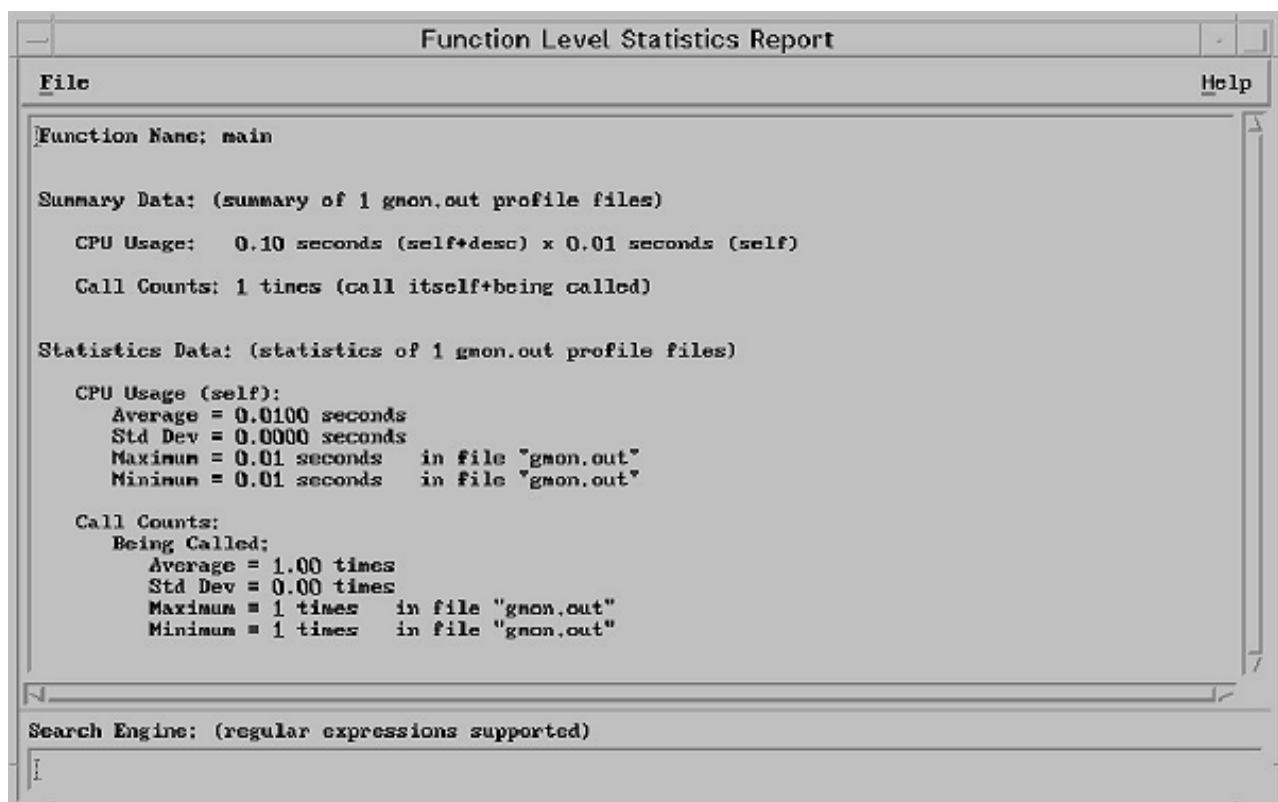 Function Level Statistics Report
File Help
Function Name: main
Summary Data: (summary of 1 gmon.out profile files)
CPU Usage: 0.10 seconds (self+desc) x 0.01 seconds (self)
Call Counts: 1 times (call itself+being called)
Statistics Data: (statistics of 1 gmon.out profile files)
CPU Usage (self):
Average = 0.0100 seconds
Std Dev = 0.0000 seconds
Maximum = 0.01 seconds in file "gmon.out"
Minimum = 0.01 seconds in file "gmon.out"
Call Counts:
Being Called:
Average = 1.00 times
Std Dev = 0.00 times
Maximum = 1 times in file "gmon.out"
Minimum = 1 times in file "gmon.out"
Search Engine: (regular expressions supported)